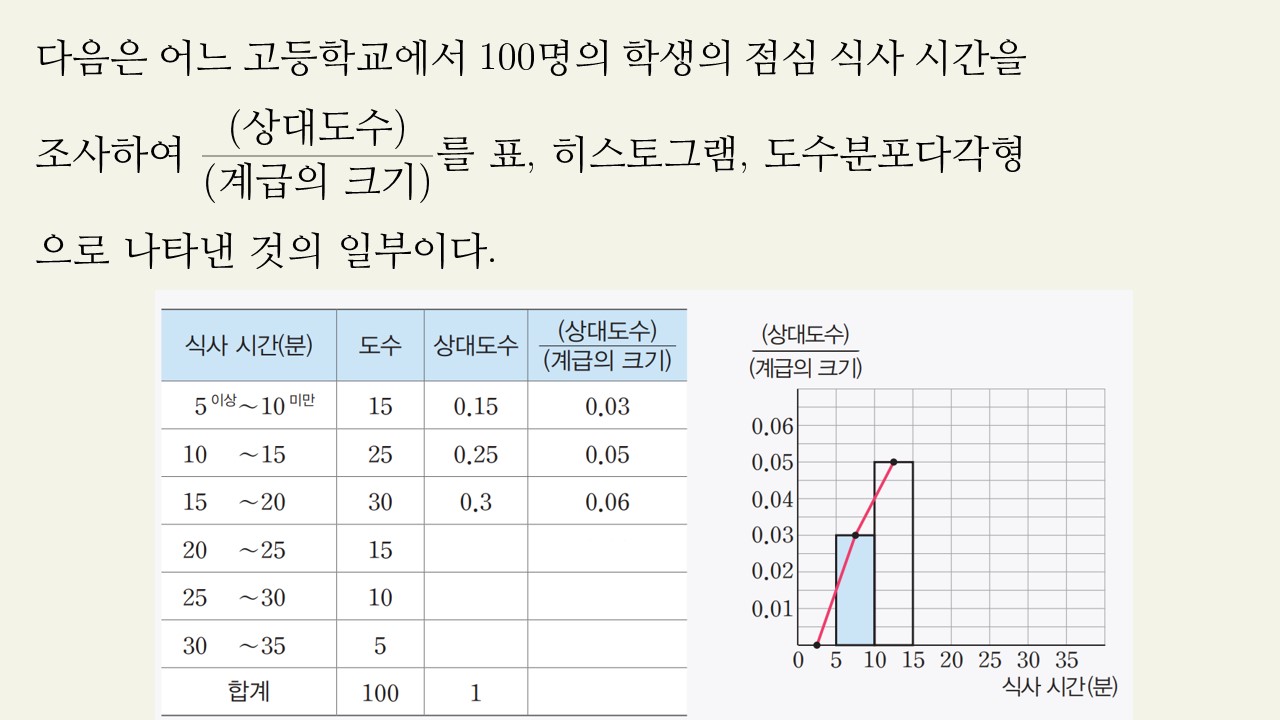 다음은 어느 고등학교에서 100명의 학생의 점심 식사 시간을
조사하여 (상대도수)/(계급의 크기)를 표, 히스토그램, 도수분포다각형
으로 나타낸 것의 일부이다.
식사 시간(분) 도수 상대도수 (상대도수)/(계급의 크기)
5이상~10미만 15 0.15 0.03
10 ~15 25 0.25 0.05
15 ~20 30 0.3 0.06
20 ~25 15
25 ~30 10
30 ~35 5
합계 100 1
(상대도수)/(계급의 크기)
0.06
0.05
0.04
0.03
0.02
0.01
0 5 10 15 20 25 30 35
식사 시간(분)